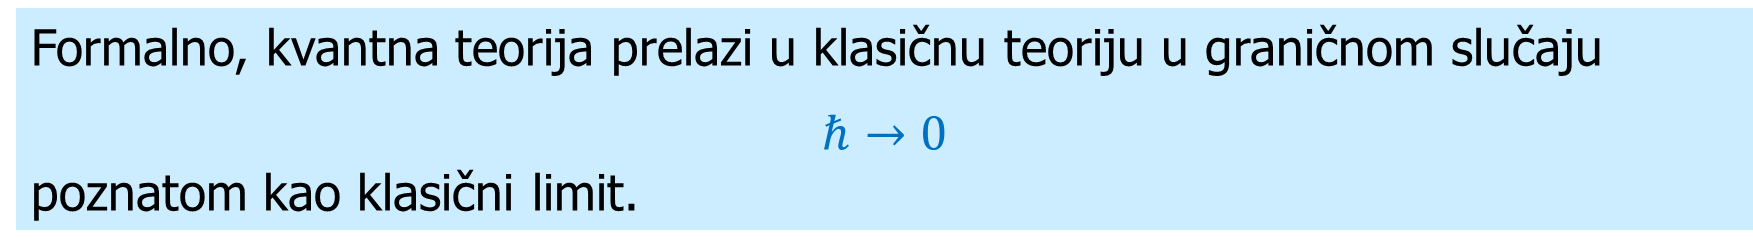 Formalno, kvantna teorija prelazi u klasičnu teoriju u graničnom slučaju
ℏ → 0
poznatom kao klasični limit.